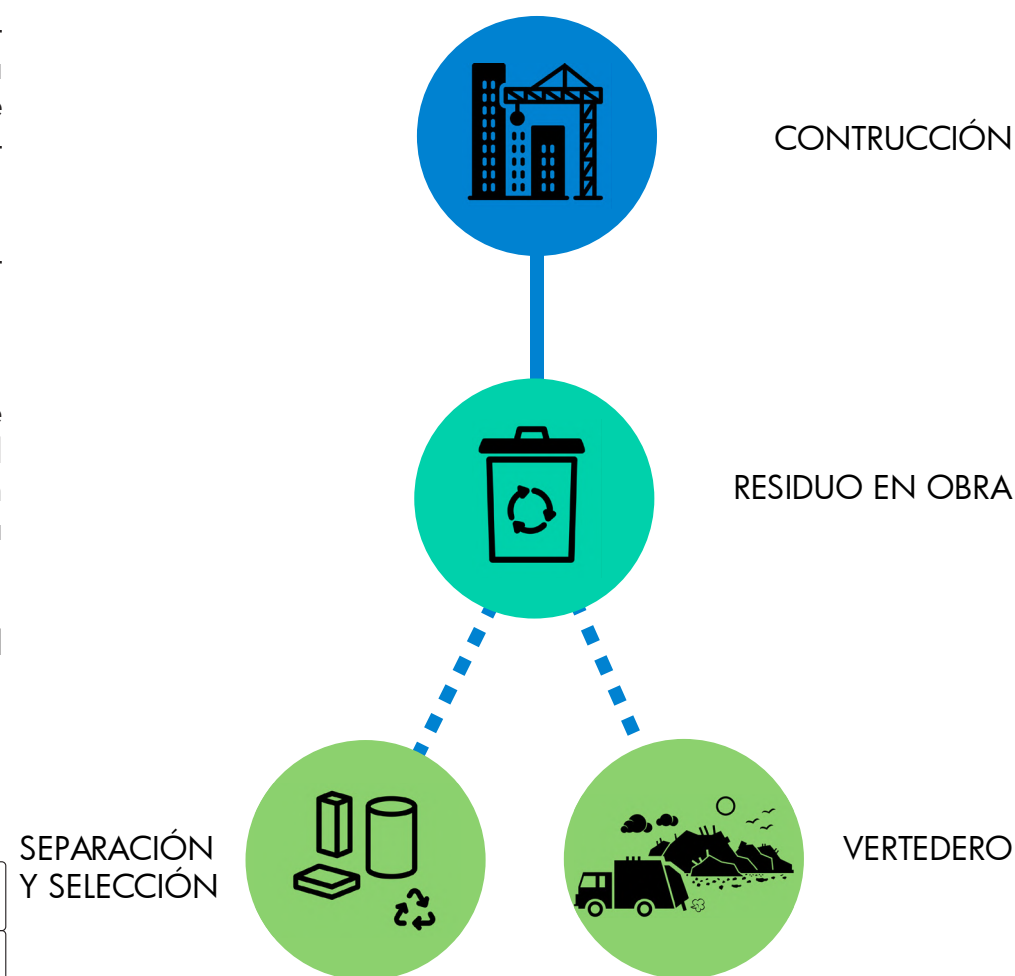 CONTRUCCIÓN
RESIDUO EN OBRA
SEPARACIÓN
Y SELECCIÓN
VERTEDERO